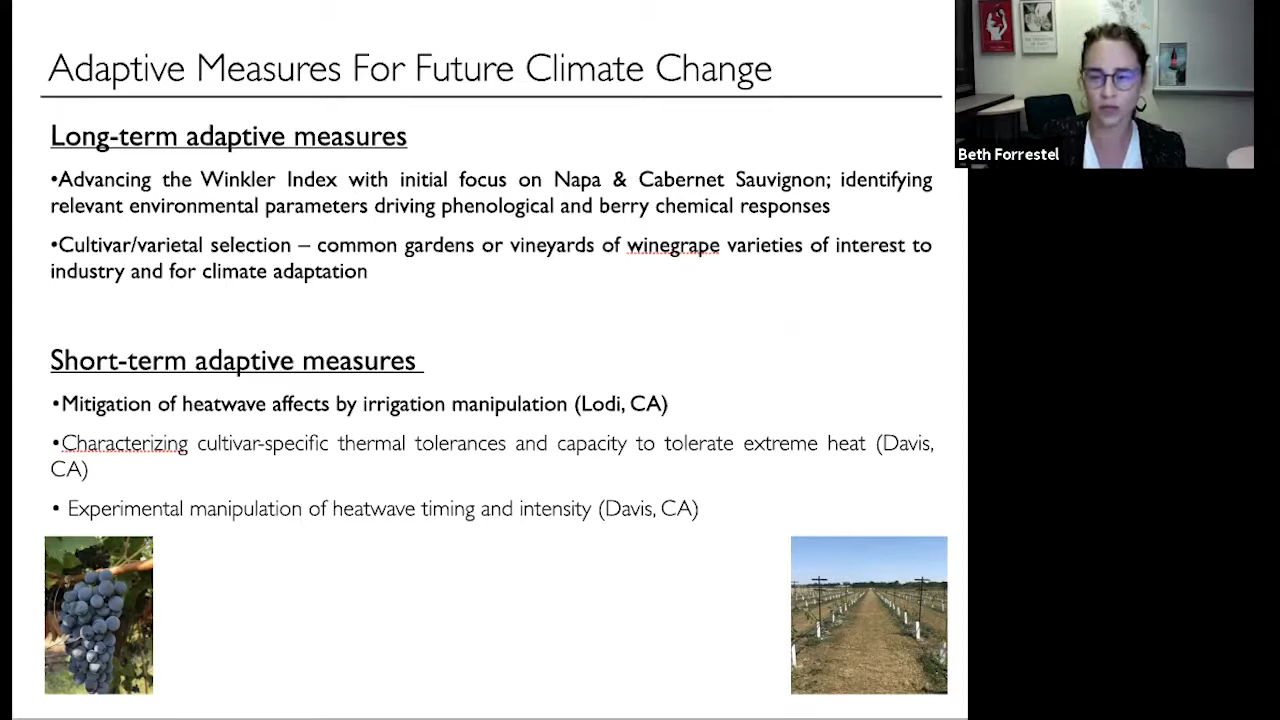 Adaptive Measures For Future Climate Change
Beth Forrestel
Long-term adaptive measures
•Advancing the Winkler Index with initial focus on Napa & Cabernet Sauvignon; identifying
relevant environmental parameters driving phenological and berry chemical responses
•Cultivar/varietal selection – common gardens or vineyards of winegrape varieties of interest to
industry and for climate adaptation
Short-term adaptive measures
•Mitigation of heatwave affects by irrigation manipulation (Lodi, CA)
•Characterizing cultivar-specific thermal tolerances and capacity to tolerate extreme heat (Davis,
CA)
• Experimental manipulation of heatwave timing and intensity (Davis, CA)